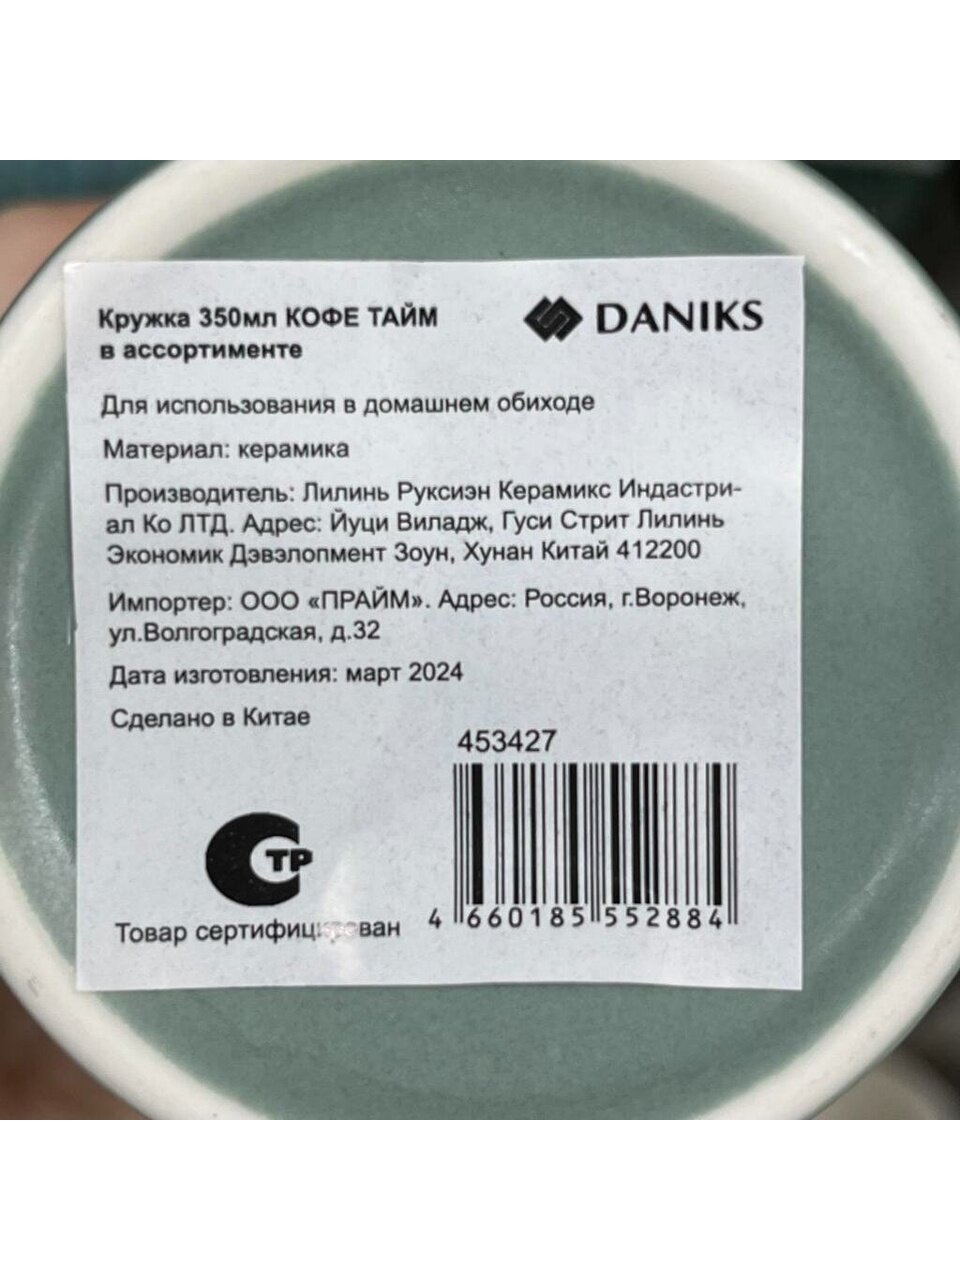 Кружка 350мл КОФЕ ТАЙМ
в ассортименте
DANIKS
Для использования в домашнем обиходе
Материал: керамика
Производитель: Лилинь Руксиэн Керамикс Индастри-
ал Ко ЛТД. Адрес: Йуци Виладж, Гуси Стрит Лилинь
Экономик Дэвэлопмент Зоун, Хунан Китай 412200
Импортер: ООО «ПРАЙМ». Адрес: Россия, г.Воронеж,
ул.Волгоградская, д.32
Дата изготовления: март 2024
Сделано в Китае
453427
СТР
Товар сертифицирован
4 660185 552884